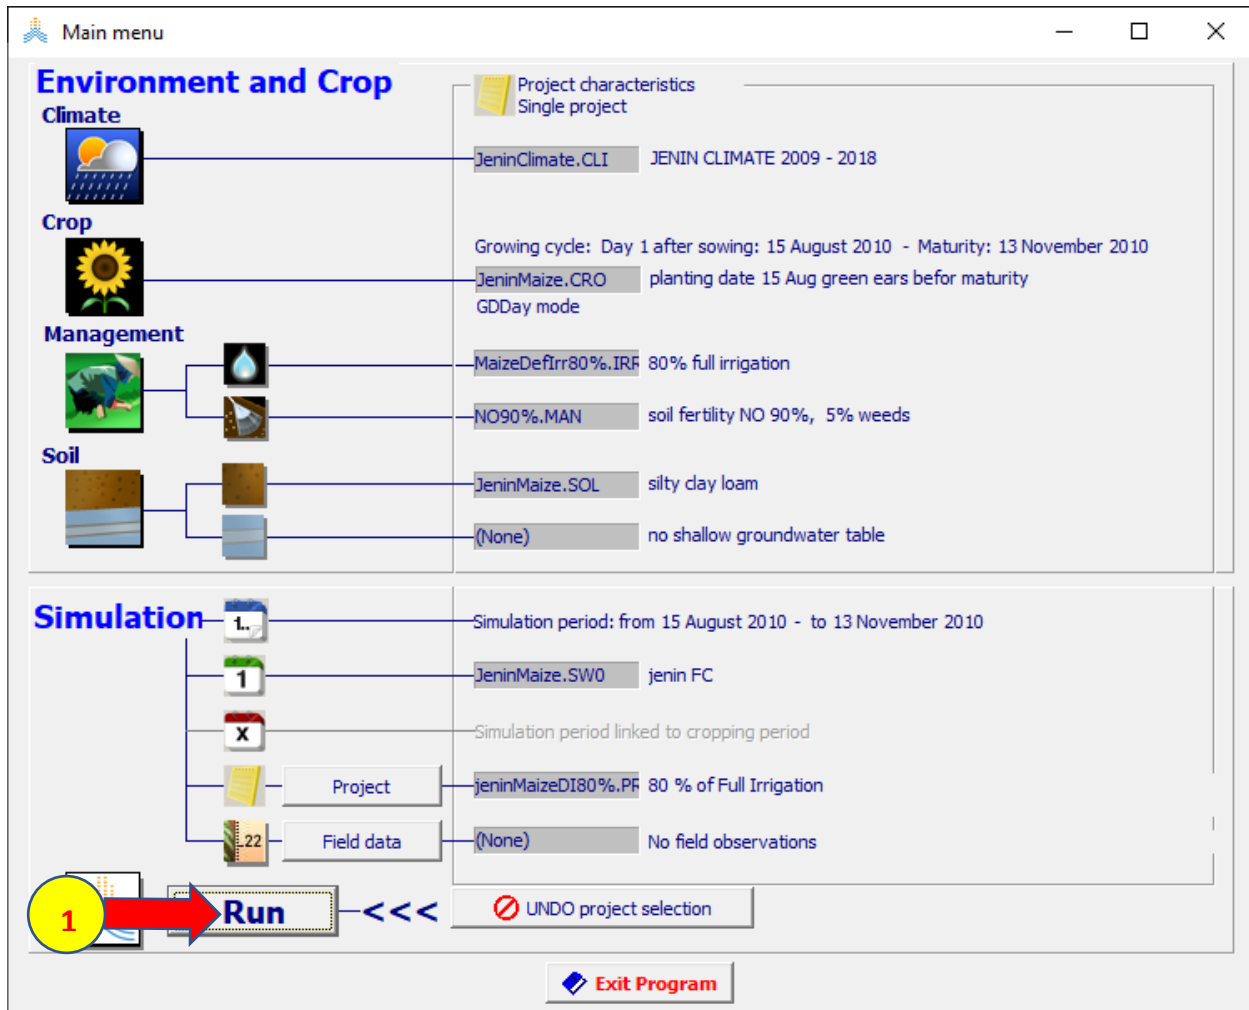 Main menu
Environment and Crop
Project characteristics
Single project
Climate
JeninClimate.CLI JENIN CLIMATE 2009 - 2018
Crop
Growing cycle: Day 1 after sowing: 15 August 2010 - Maturity: 13 November 2010
JeninMaize.CRO planting date 15 Aug green ears befor maturity
GDDay mode
Management
MaizeDefIrr80%.IRR 80% full irrigation
NO90%.MAN soil fertility NO 90%, 5% weeds
Soil
JeninMaize.SOL silty clay loam
(None) no shallow groundwater table
Simulation
1.. Simulation period: from 15 August 2010 - to 13 November 2010
1 JeninMaize.SW0 jenin FC
X Simulation period linked to cropping period
Project jeninMaizeDI80%.PR 80 % of Full Irrigation
.22 Field data (None) No field observations
1 Run <<< UNDO project selection
Exit Program